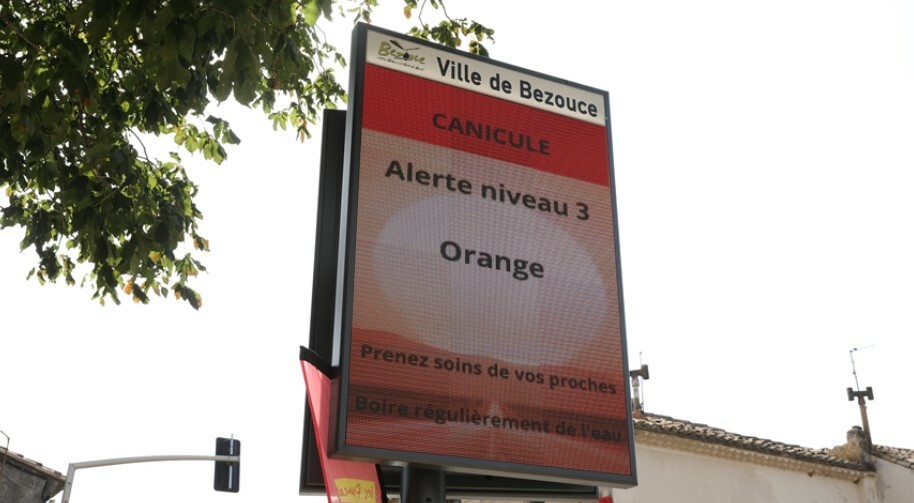 Bezouce
Ville de Bezouce
CANICULE
Alerte niveau 3
Orange
Prenez soins de vos proches
Boire régulièrement de l'eau